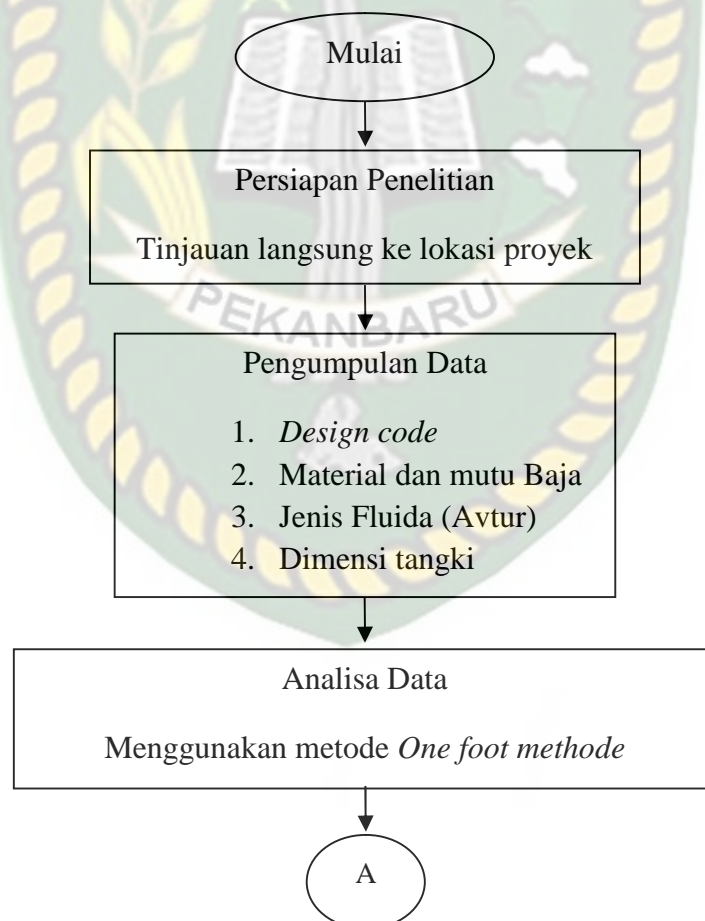 Mulai
Persiapan Penelitian
Tinjauan langsung ke lokasi proyek
PEKANBARU
Pengumpulan Data
1. Design code
2. Material dan mutu Baja
3. Jenis Fluida (Avtur)
4. Dimensi tangki
Analisa Data
Menggunakan metode One foot methode
A